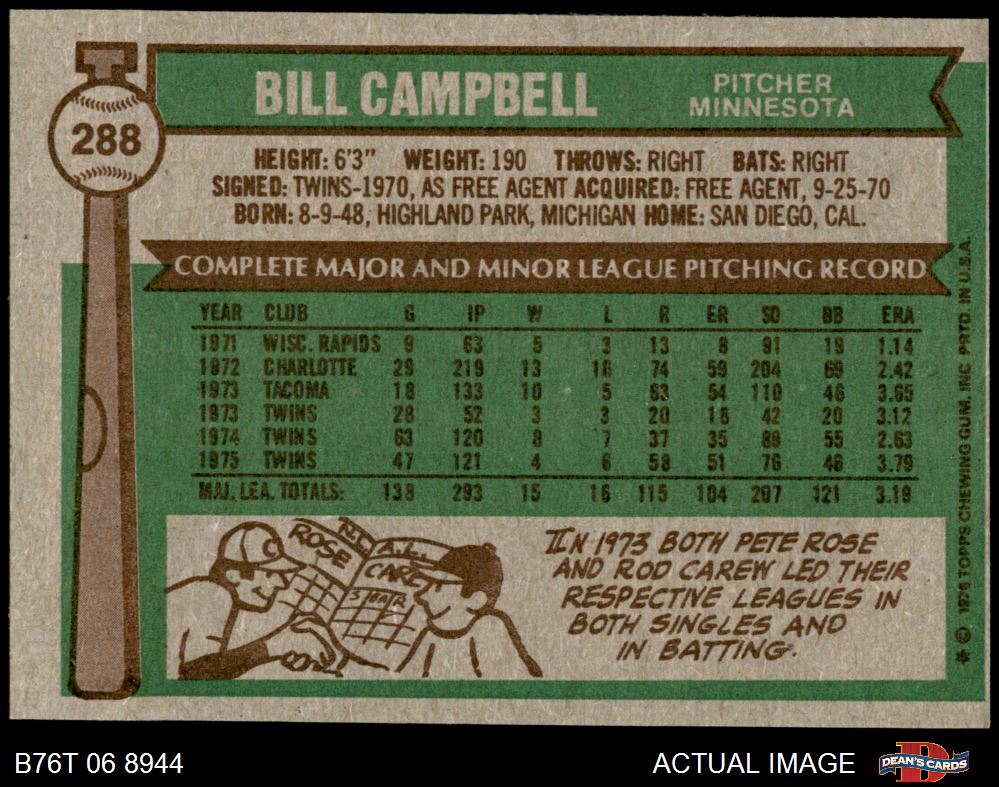 BILL CAMPBELL
PITCHER
MINNESOTA
288
HEIGHT: 6'3" WEIGHT: 190 THROWS: RIGHT BATS: RIGHT
SIGNED: TWINS-1970, AS FREE AGENT ACQUIRED: FREE AGENT, 9-25-70
BORN: 8-9-48, HIGHLAND PARK, MICHIGAN HOME: SAN DIEGO, CAL.
COMPLETE MAJOR AND MINOR LEAGUE PITCHING RECORD
YEAR CLUB G IP W L R ER SO BB ERA
1971 WISC. RAPIDS 9 63 5 3 13 8 91 19 1.14
1972 CHARLOTTE 29 219 13 10 74 59 204 69 2.42
1973 TACOMA 18 133 10 5 63 54 110 46 3.65
1973 TWINS 28 52 3 3 20 18 42 20 3.12
1974 TWINS 63 120 8 7 37 35 89 55 2.63
1975 TWINS 47 121 4 6 58 51 76 46 3.79
MAJ. LEA. TOTALS: 138 293 15 16 115 104 207 121 3.19
C
ROSE
N.L.
A.L.
CAREW
IN 1973 BOTH PETE ROSE
AND ROD CAREW LED THEIR
RESPECTIVE LEAGUES IN
BOTH SINGLES AND
IN BATTING.
* © 1976 TOPPS CHEWING GUM, INC. PRTD. IN U.S.A.
B76T 06 8944
ACTUAL IMAGE
DEAN'S CARDS